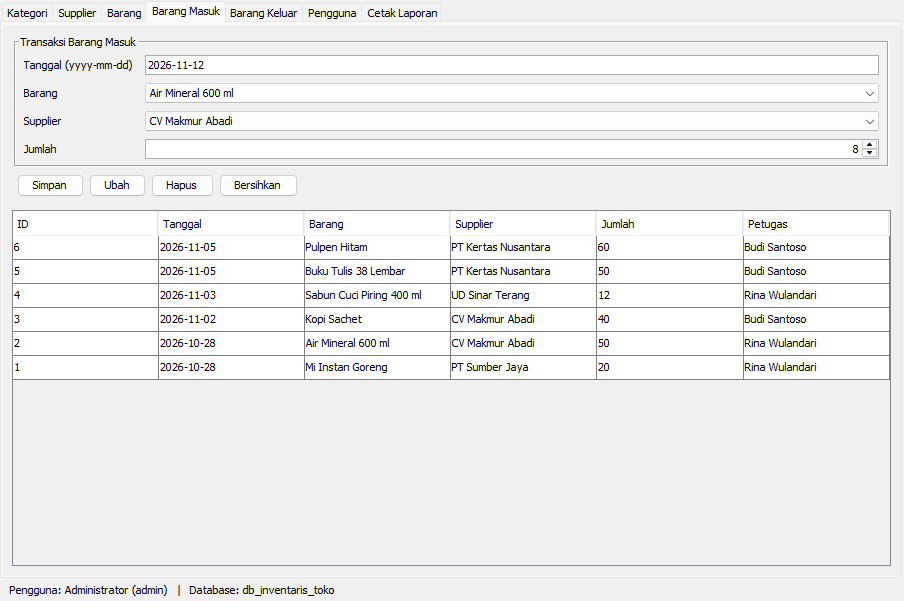 Kategori Supplier Barang Barang Masuk Barang Keluar Pengguna Cetak Laporan
Transaksi Barang Masuk
Tanggal (yyyy-mm-dd) 2026-11-12
Barang Air Mineral 600 ml
Supplier CV Makmur Abadi
Jumlah 8
Simpan Ubah Hapus Bersihkan
ID Tanggal Barang Supplier Jumlah Petugas
6 2026-11-05 Pulpen Hitam PT Kertas Nusantara 60 Budi Santoso
5 2026-11-05 Buku Tulis 38 Lembar PT Kertas Nusantara 50 Budi Santoso
4 2026-11-03 Sabun Cuci Piring 400 ml UD Sinar Terang 12 Rina Wulandari
3 2026-11-02 Kopi Sachet CV Makmur Abadi 40 Budi Santoso
2 2026-10-28 Air Mineral 600 ml CV Makmur Abadi 50 Rina Wulandari
1 2026-10-28 Mi Instan Goreng PT Sumber Jaya 20 Rina Wulandari
Pengguna: Administrator (admin) | Database: db_inventaris_toko